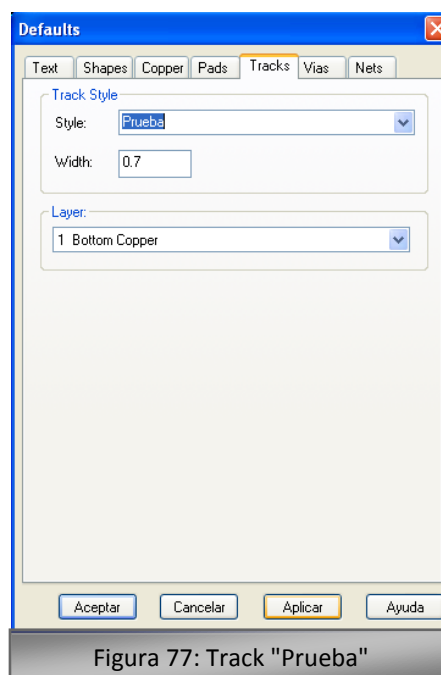 Defaults
Text Shapes Copper Pads Tracks Vias Nets
Track Style
Style: Prueba
Width: 0.7
Layer:
1 Bottom Copper
Aceptar Cancelar Aplicar Ayuda
Figura 77: Track "Prueba"